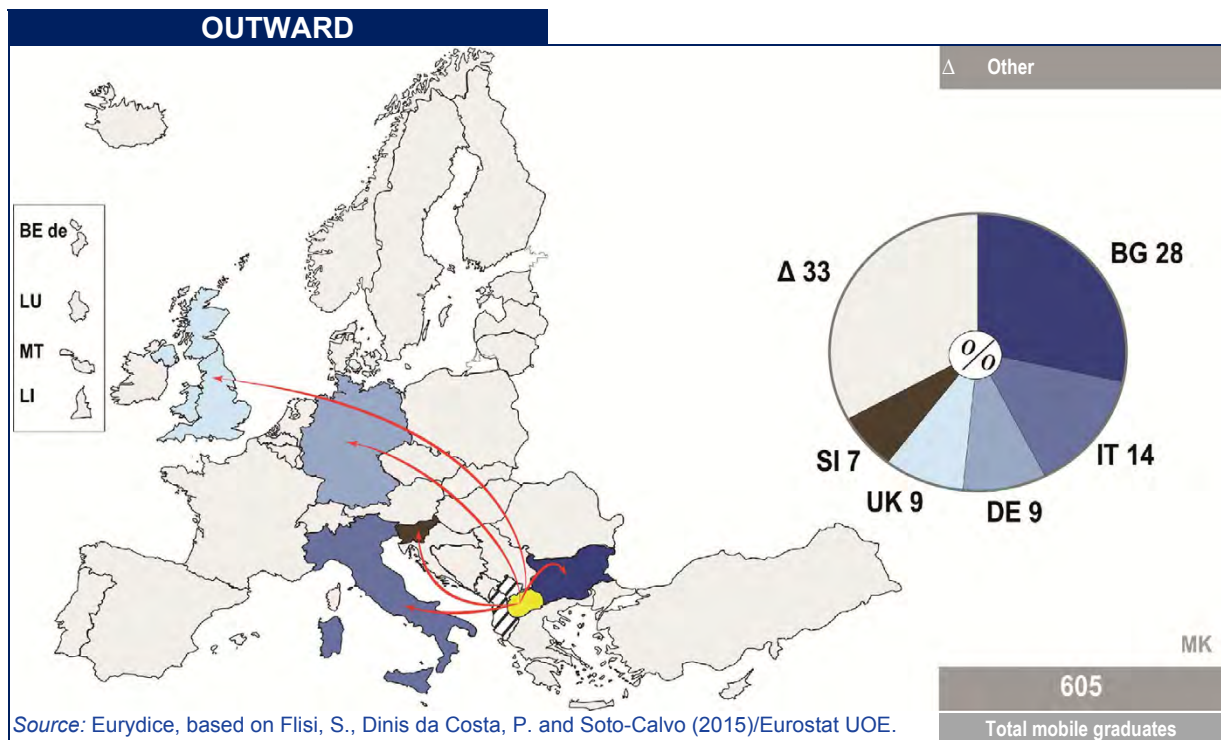 OUTWARD
Δ Other
BE de
LU
MT
LI
Δ 33
BG 28
%
SI 7
IT 14
UK 9
DE 9
MK
605
Total mobile graduates
Source: Eurydice, based on Flisi, S., Dinis da Costa, P. and Soto-Calvo (2015)/Eurostat UOE.